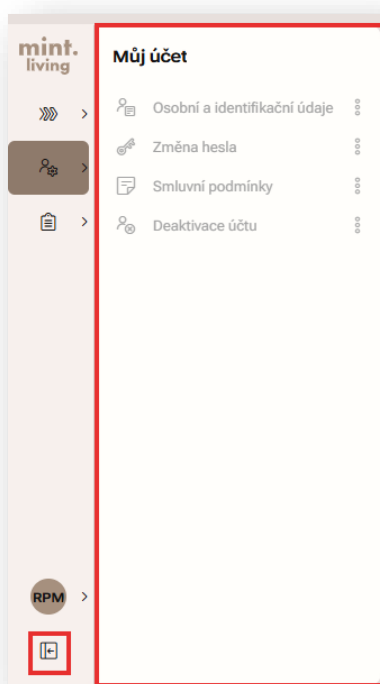 mint.
living
Můj účet
Osobní a identifikační údaje
Změna hesla
Smluvní podmínky
Deaktivace účtu
RPM